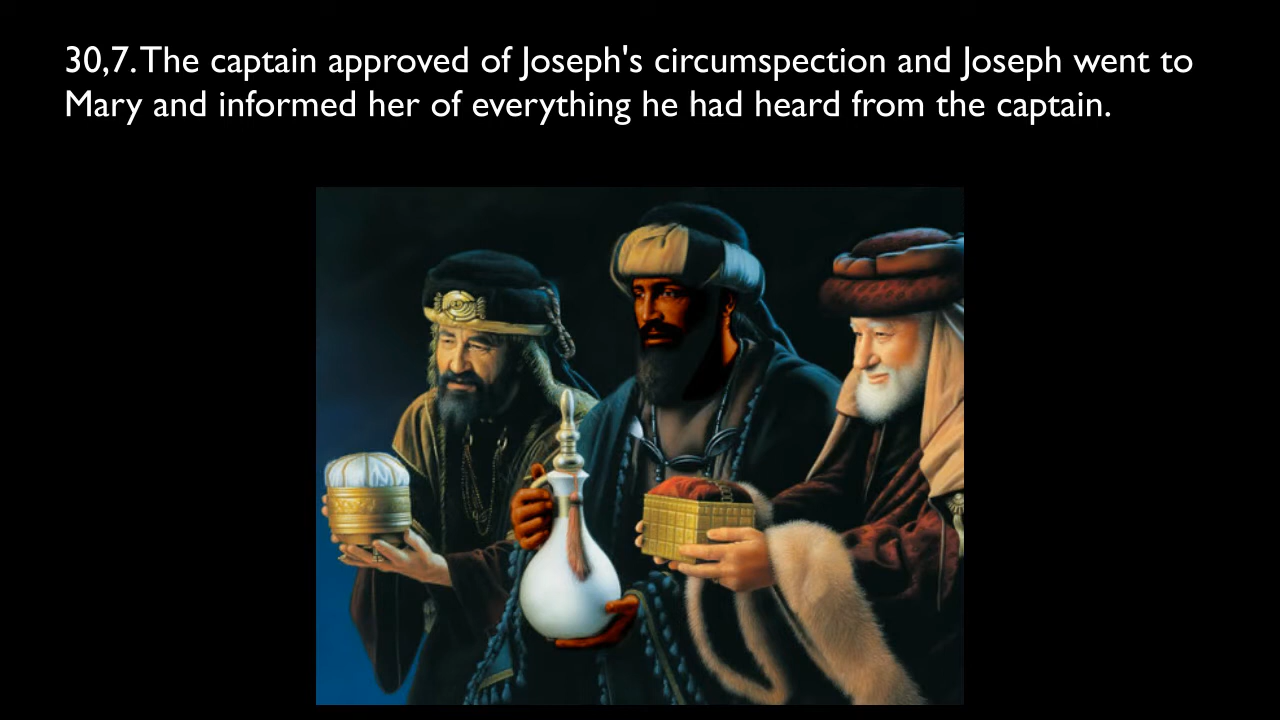 30,7. The captain approved of Joseph's circumspection and Joseph went to
Mary and informed her of everything he had heard from the captain.